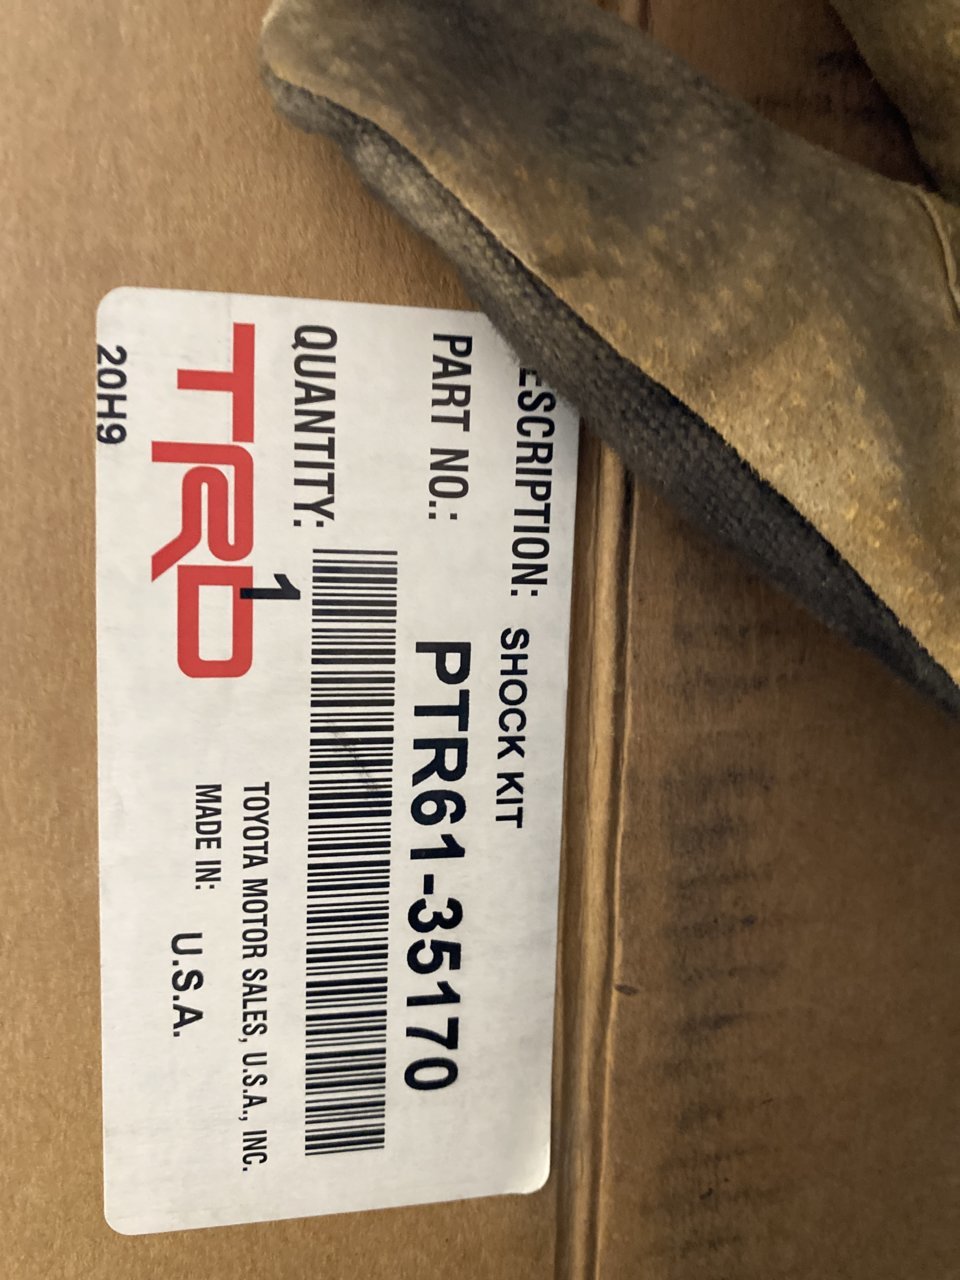 ESCRIPTION: SHOCK KIT
PART NO.: PTR61-35170
QUANTITY: 1
TRD
TOYOTA MOTOR SALES, U.S.A., INC.
MADE IN: U.S.A.
20H9